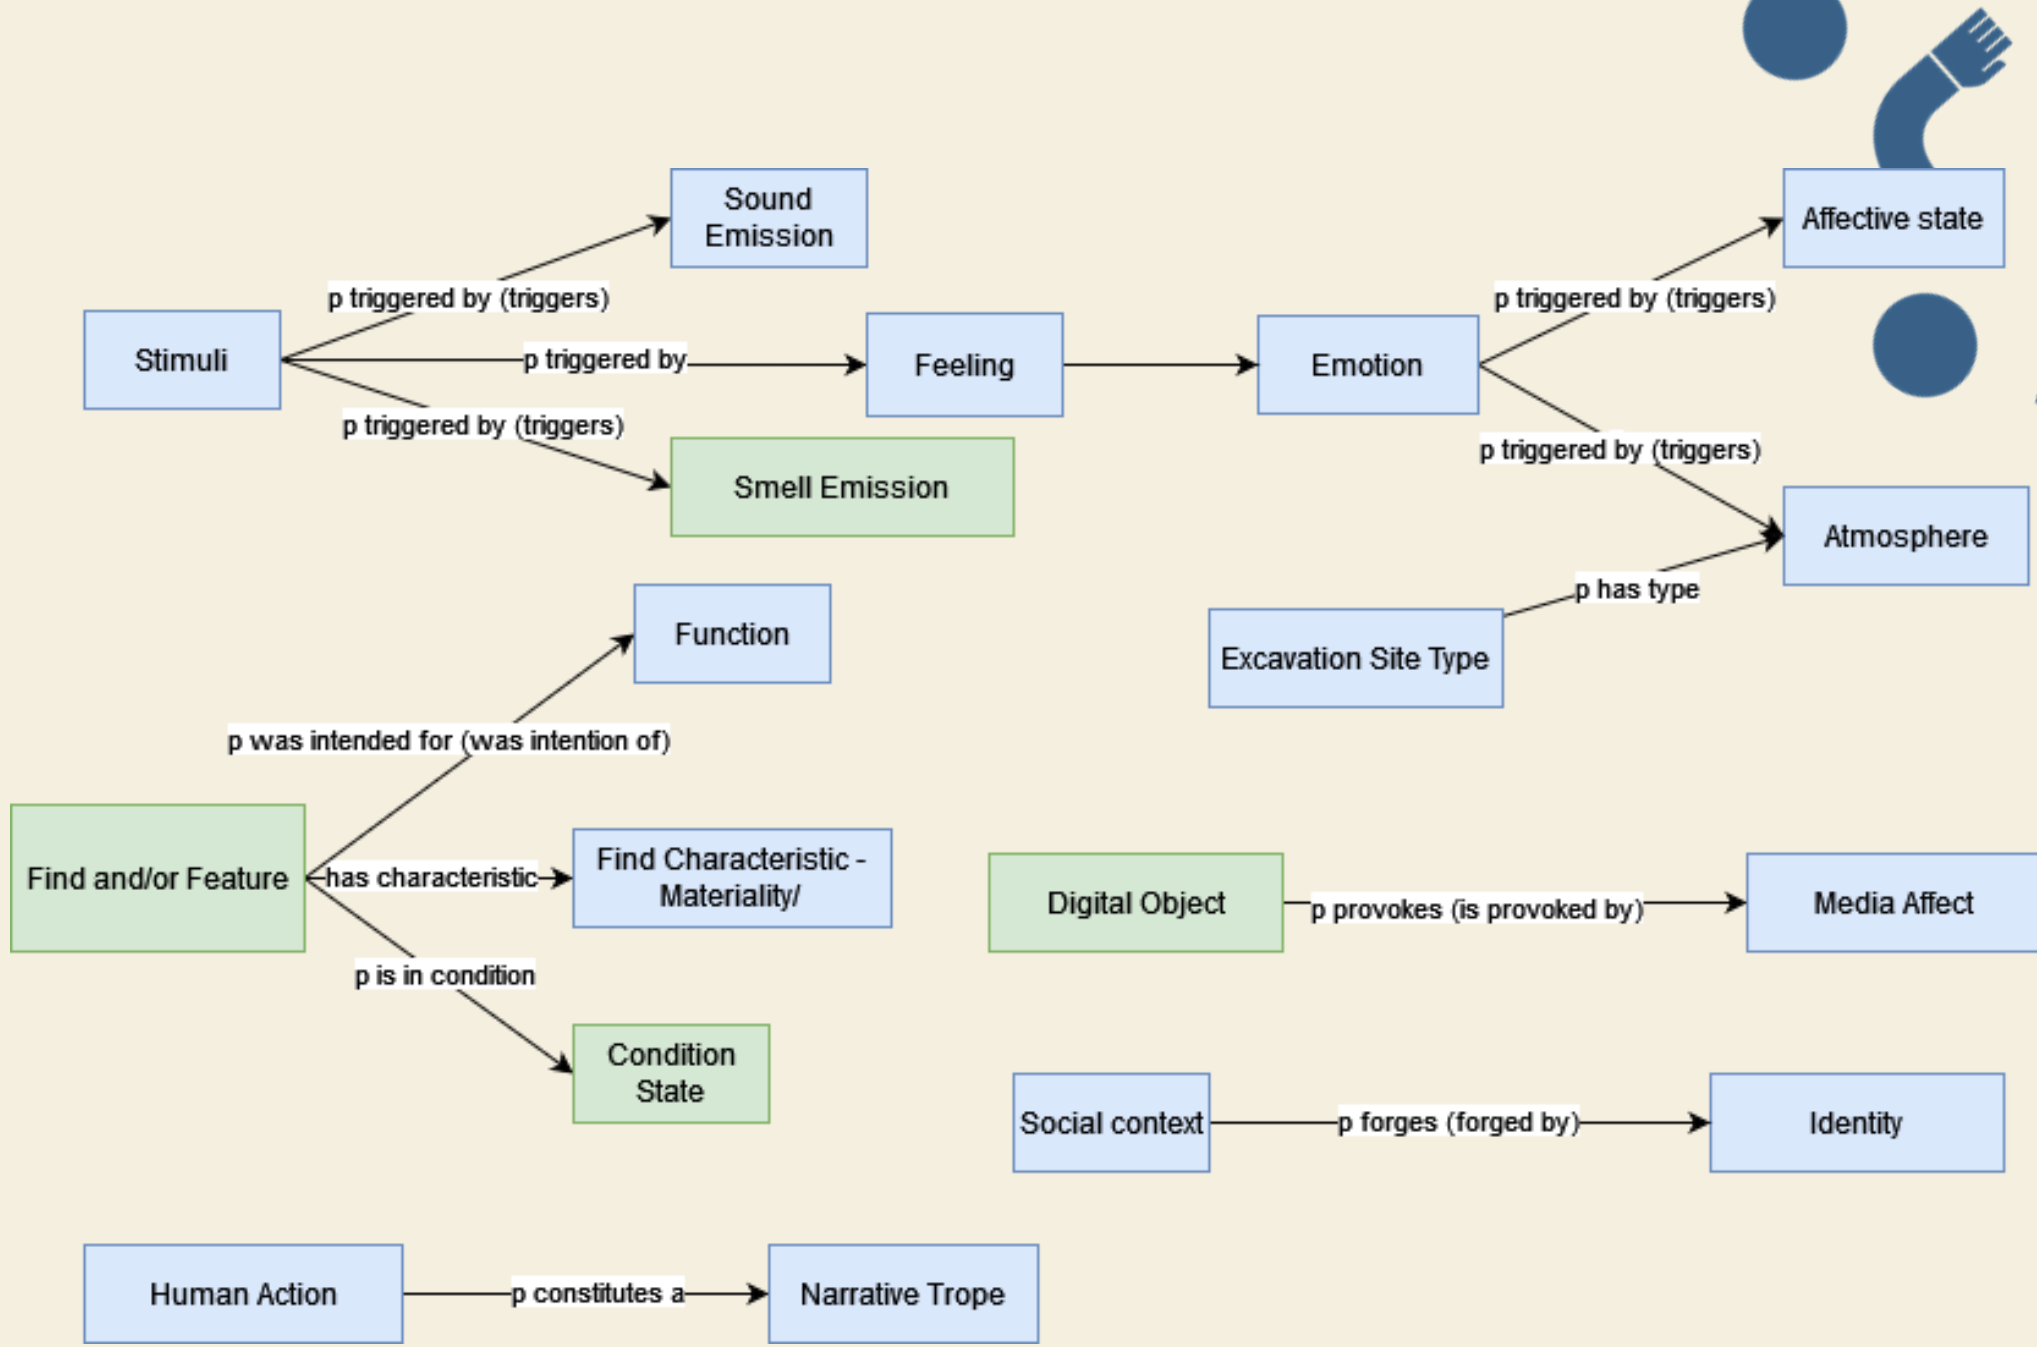 Sound
Emission
Affective state
p triggered by (triggers)
p triggered by (triggers)
Stimuli
p triggered by
Feeling
Emotion
p triggered by (triggers)
p triggered by (triggers)
Smell Emission
Atmosphere
p has type
Function
Excavation Site Type
p was intended for (was intention of)
Find and/or Feature
has characteristic
Find Characteristic -
Materiality/
Digital Object
p provokes (is provoked by)
Media Affect
p is in condition
Condition
State
Social context
p forges (forged by)
Identity
Human Action
p constitutes a
Narrative Trope